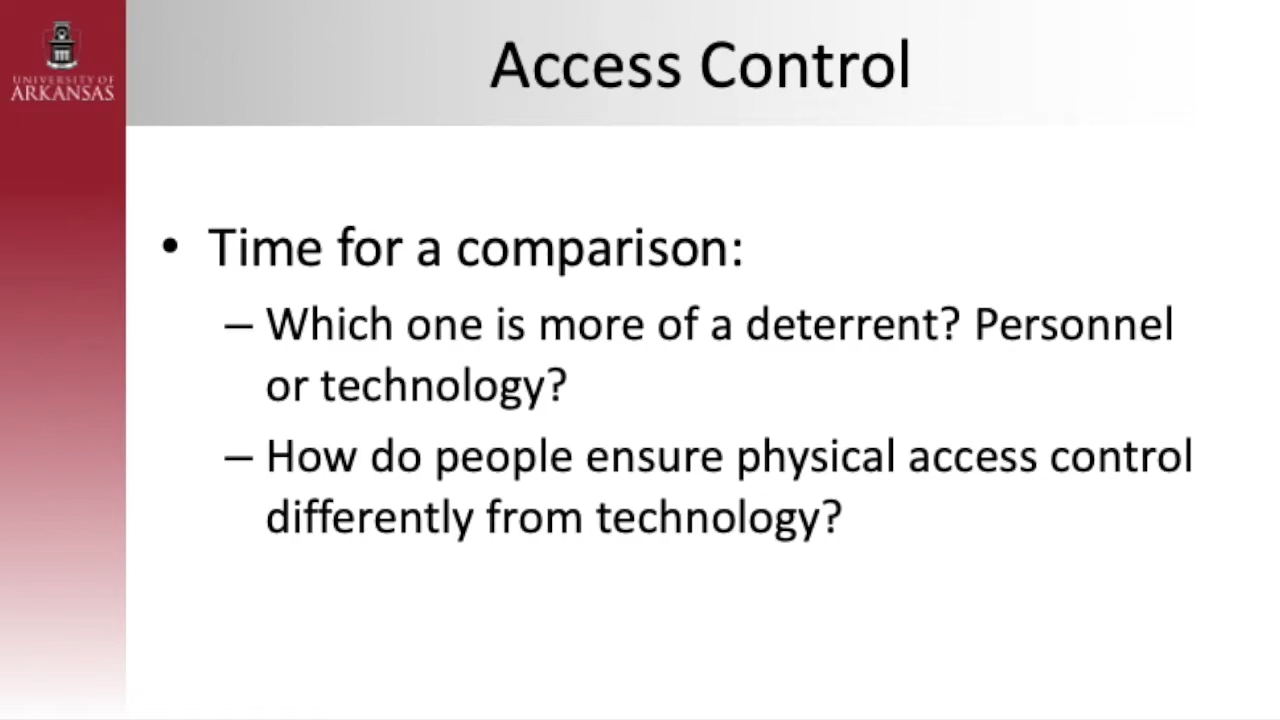 UNIVERSITY OF
ARKANSAS
Access Control
• Time for a comparison:
– Which one is more of a deterrent? Personnel
or technology?
– How do people ensure physical access control
differently from technology?